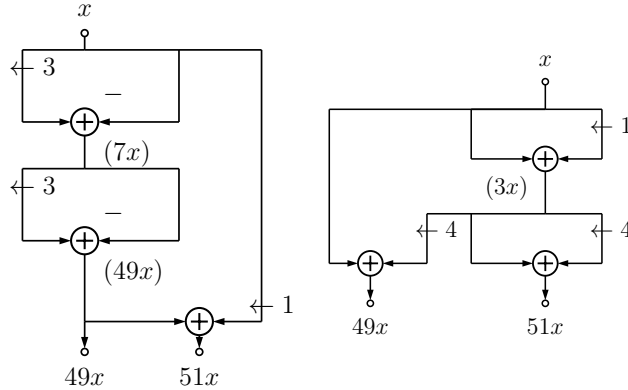 x
← 3
−
(7x)
← 3
−
(49x)
← 1
49x
51x
x
← 1
(3x)
← 4
← 4
49x
51x